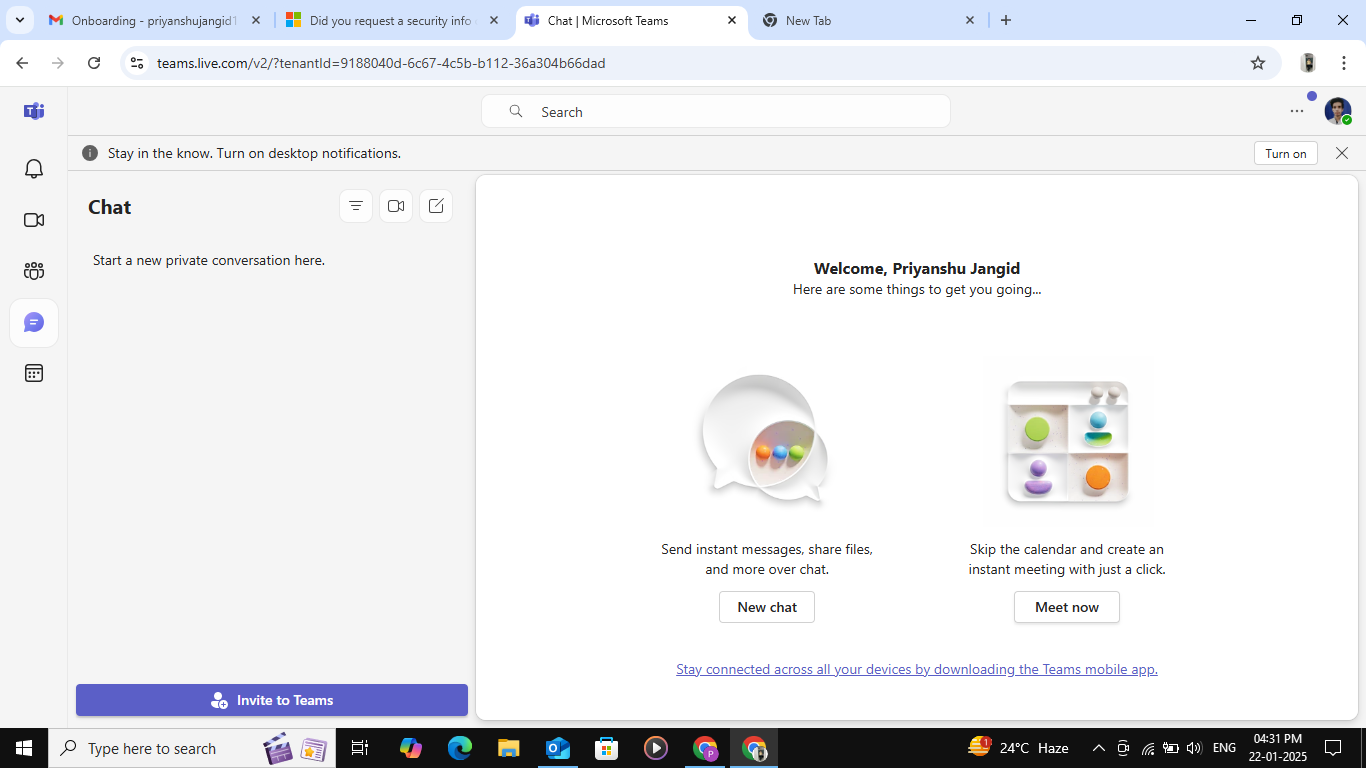 Onboarding - priyanshujangid1
Did you request a security info
Chat | Microsoft Teams
New Tab
teams.live.com/v2/?tenantId=9188040d-6c67-4c5b-b112-36a304b66dad
Search
Stay in the know. Turn on desktop notifications.
Turn on
Chat
Start a new private conversation here.
Welcome, Priyanshu Jangid
Here are some things to get you going...
Send instant messages, share files,
and more over chat.
New chat
Skip the calendar and create an
instant meeting with just a click.
Meet now
Stay connected across all your devices by downloading the Teams mobile app.
Invite to Teams
Type here to search
1
24°C Haze
ENG
04:31 PM
22-01-2025